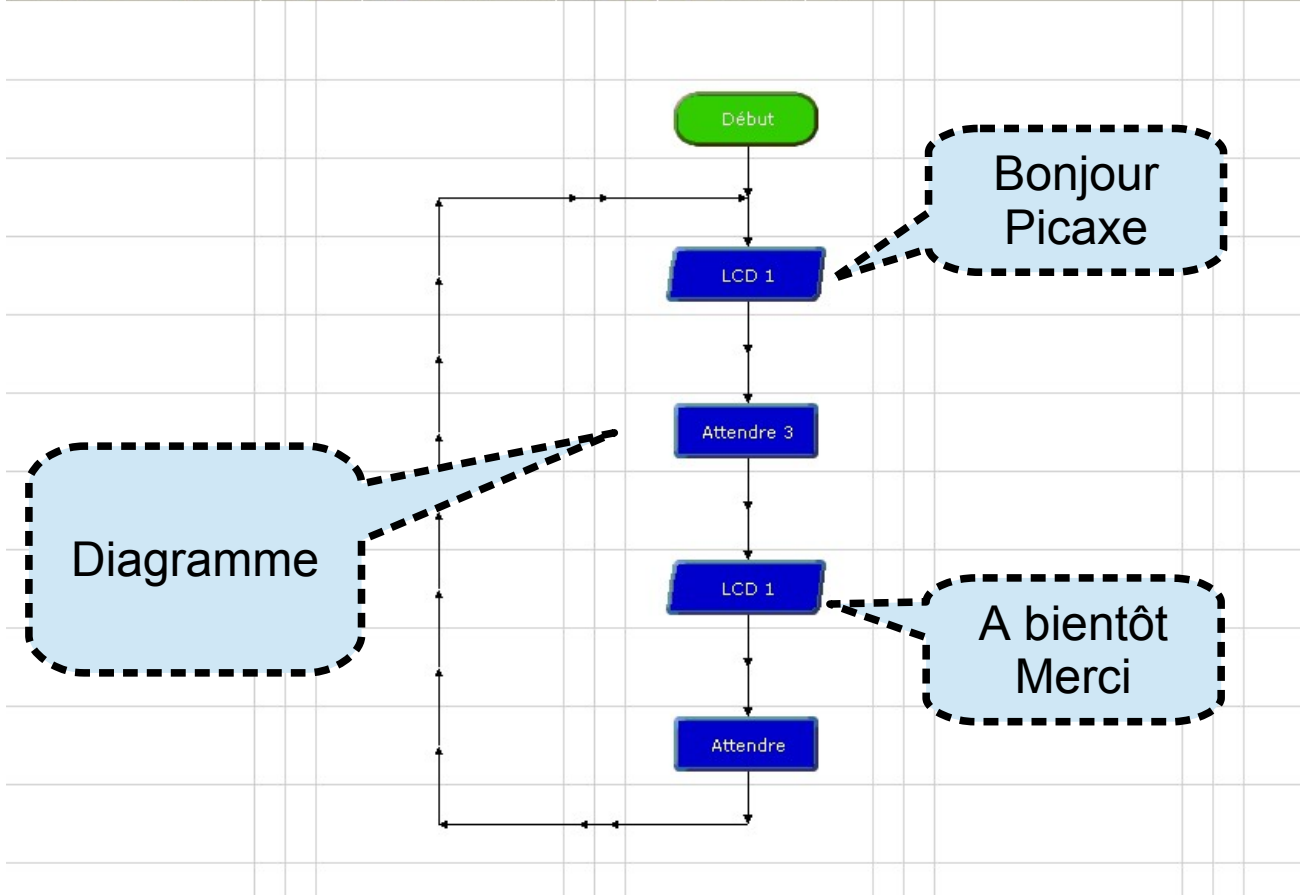 Début
Bonjour
Picaxe
LCD 1
Attendre 3
Diagramme
LCD 1
A bientôt
Merci
Attendre